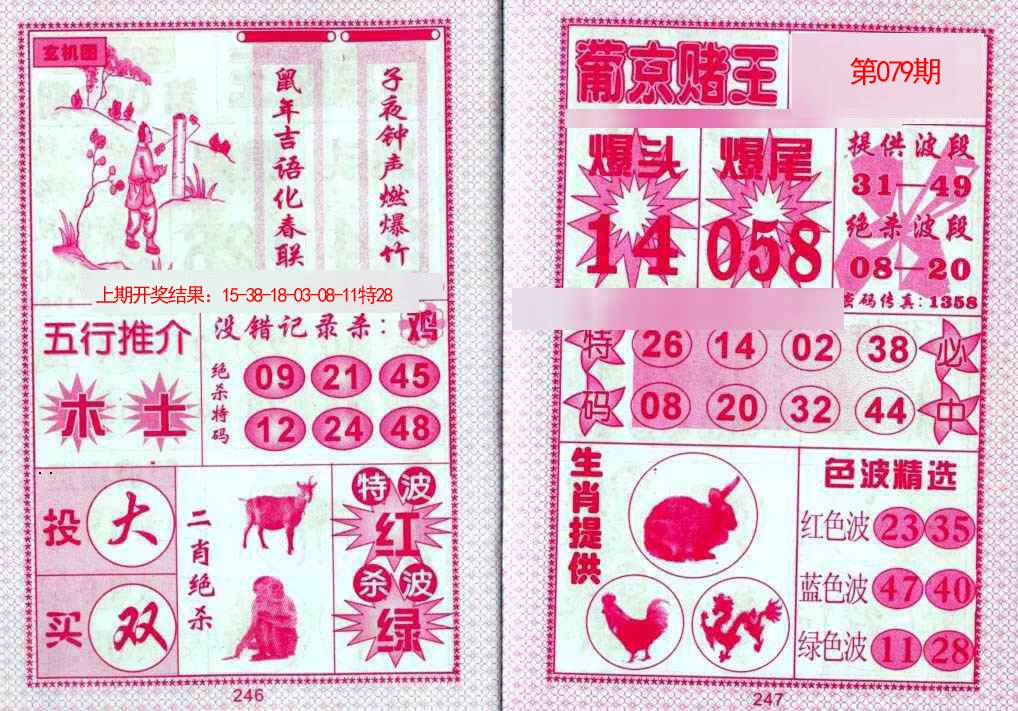 玄机图
子夜钟声燃爆竹
鼠年吉语化春联
上期开奖结果：15-38-18-03-08-11特28
五行推介
木 土
没错记录杀：鸡
绝杀特码
09 21 45
12 24 48
投 大
买 双
二肖绝杀
特波
红
杀波
绿
246
葡京赌王
第079期
爆头
14
爆尾
058
提供波段
31—49
绝杀波段
08—20
密码传真:1358
特码
26 14 02 38
08 20 32 44
必中
生肖提供
色波精选
红色波 23 35
蓝色波 47 40
绿色波 11 28
247